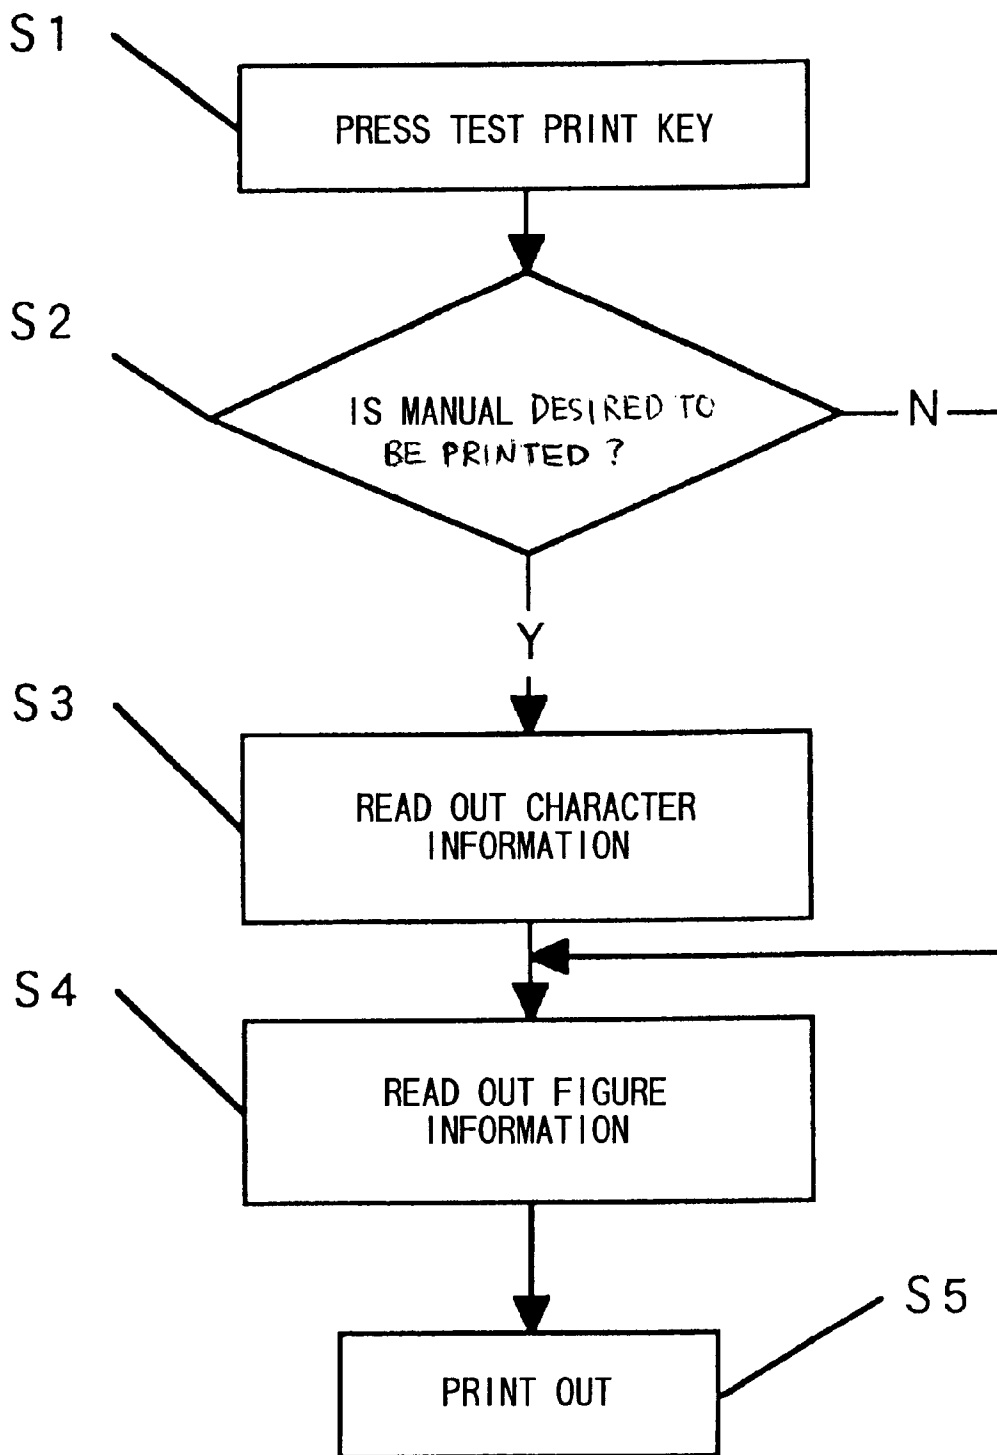 S1
PRESS TEST PRINT KEY
S2
IS MANUAL DESIRED TO
BE PRINTED ?
N
Y
S3
READ OUT CHARACTER
INFORMATION
S4
READ OUT FIGURE
INFORMATION
S5
PRINT OUT